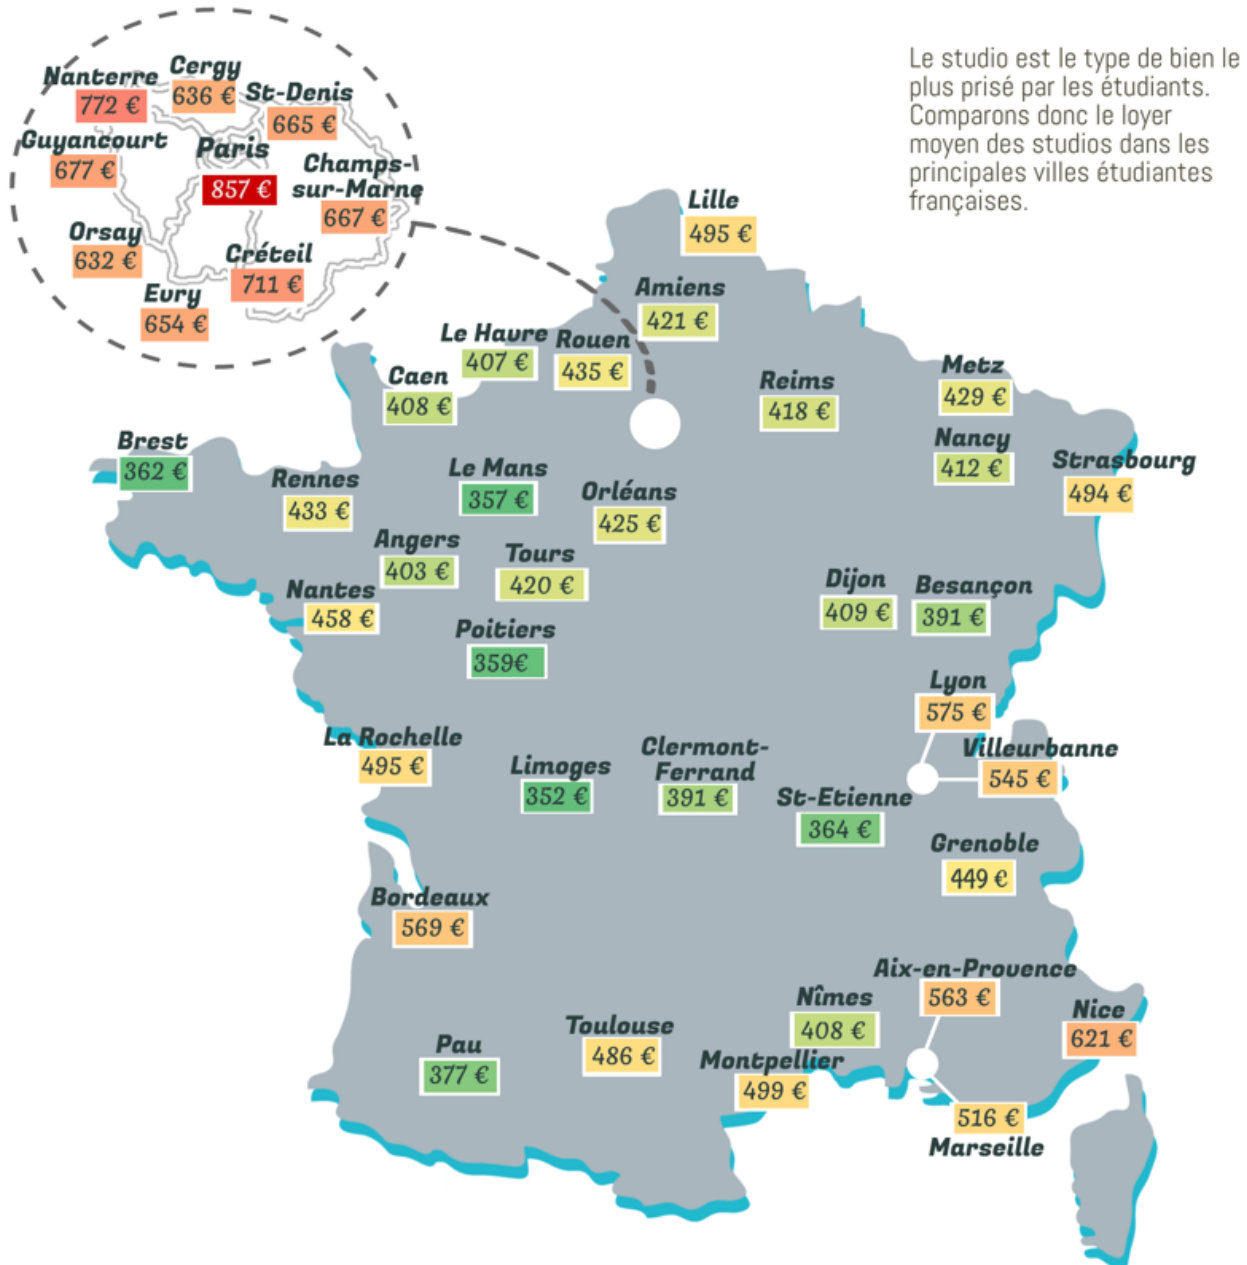 Le studio est le type de bien le
plus prisé par les étudiants.
Comparons donc le loyer
moyen des studios dans les
principales villes étudiantes
françaises.
Nanterre
772 €
Cergy
636 €
St-Denis
665 €
Guyancourt
677 €
Paris
857 €
Champs-
sur-Marne
667 €
Orsay
632 €
Créteil
711 €
Evry
654 €
Lille
495 €
Amiens
421 €
Le Havre
407 €
Rouen
435 €
Caen
408 €
Reims
418 €
Metz
429 €
Nancy
412 €
Strasbourg
494 €
Brest
362 €
Rennes
433 €
Le Mans
357 €
Orléans
425 €
Angers
403 €
Tours
420 €
Nantes
458 €
Dijon
409 €
Besançon
391 €
Poitiers
359€
Lyon
575 €
Villeurbanne
545 €
La Rochelle
495 €
Limoges
352 €
Clermont-
Ferrand
391 €
St-Etienne
364 €
Grenoble
449 €
Bordeaux
569 €
Aix-en-Provence
563 €
Nîmes
408 €
Nice
621 €
Pau
377 €
Toulouse
486 €
Montpellier
499 €
516 €
Marseille